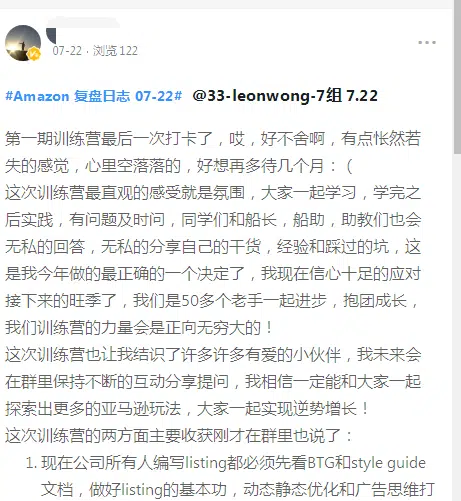 07-22 · 浏览 122
#Amazon 复盘日志 07-22# @33-leonwong-7组 7.22
第一期训练营最后一次打卡了，哎，好不舍啊，有点怅然若
失的感觉，心里空落落的，好想再多待几个月：（
这次训练营最直观的感受就是氛围，大家一起学习，学完之
后实践，有问题及时问，同学们和船长，船助，助教们也会
无私的回答，无私的分享自己的干货，经验和踩过的坑，这
是我今年做的最正确的一个决定了，我现在信心十足的应对
接下来的旺季了，我们是50多个老手一起进步，抱团成长，
我们训练营的力量会是正向无穷大的！
这次训练营也让我结识了许多许多有爱的小伙伴，我未来会
在群里保持不断的互动分享提问，我相信一定能和大家一起
探索出更多的亚马逊玩法，大家一起实现逆势增长！
这次训练营的两方面主要收获刚才在群里也说了：
1. 现在公司所有人编写listing都必须先看BTG和style guide
文档，做好listing的基本功，动态静态优化和广告思维打